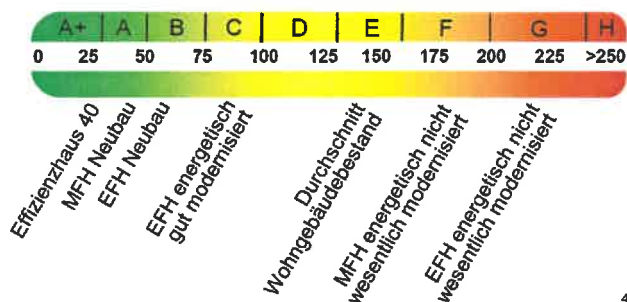 A+ A B C D E F G H
0 25 50 75 100 125 150 175 200 225 >250
Effizienzhaus 40
MFH Neubau
EFH Neubau
EFH energetisch
gut modernisiert
Durchschnitt
Wohngebäudebestand
MFH energetisch nicht
wesentlich modernisiert
EFH energetisch nicht
wesentlich modernisiert